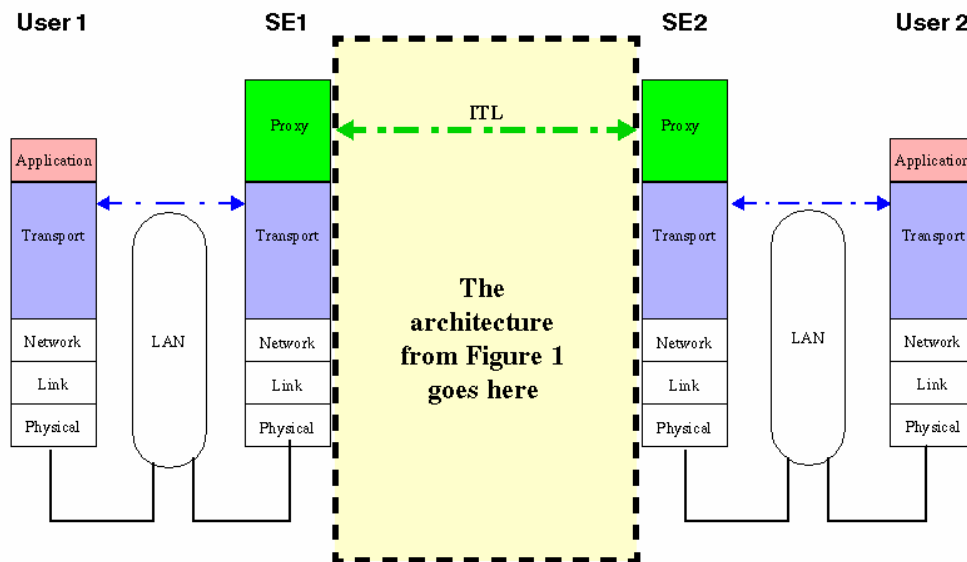 User 1
SE1
SE2
User 2
ITL
Proxy
Proxy
Application
Application
Transport
Transport
Transport
Transport
The
architecture
from Figure 1
goes here
LAN
LAN
Network
Network
Network
Network
Link
Link
Link
Link
Physical
Physical
Physical
Physical